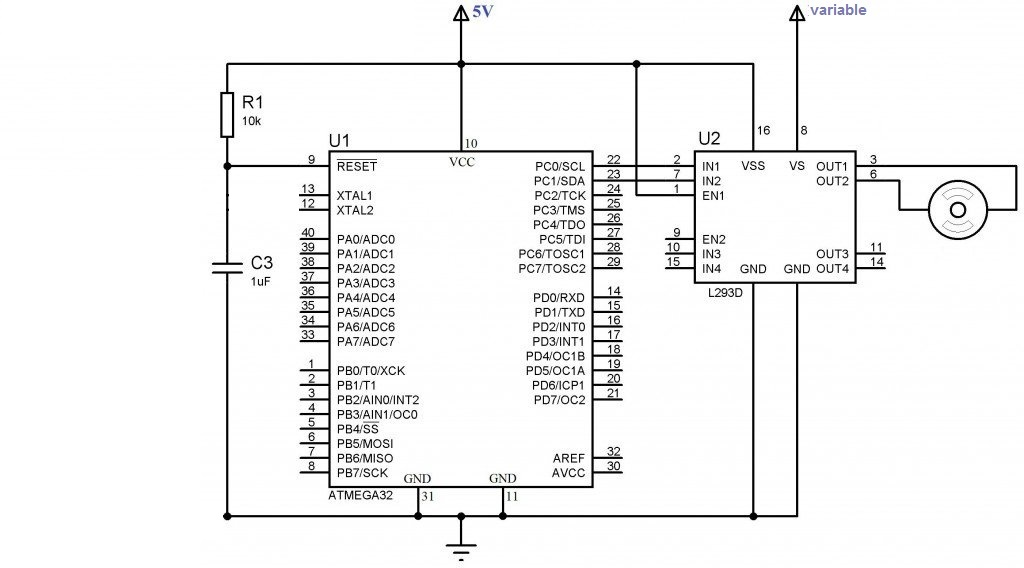 5V
variable
R1
10k
C3
1uF
U1
10
VCC
9 RESET
13 XTAL1
12 XTAL2
40 PA0/ADC0
39 PA1/ADC1
38 PA2/ADC2
37 PA3/ADC3
36 PA4/ADC4
35 PA5/ADC5
34 PA6/ADC6
33 PA7/ADC7
1 PB0/T0/XCK
2 PB1/T1
3 PB2/AIN0/INT2
4 PB3/AIN1/OC0
5 PB4/SS
6 PB5/MOSI
7 PB6/MISO
8 PB7/SCK
PC0/SCL 22
PC1/SDA 23
PC2/TCK 24
PC3/TMS 25
PC4/TDO 26
PC5/TDI 27
PC6/TOSC1 28
PC7/TOSC2 29
PD0/RXD 14
PD1/TXD 15
PD2/INT0 16
PD3/INT1 17
PD4/OC1B 18
PD5/OC1A 19
PD6/ICP1 20
PD7/OC2 21
AREF 32
AVCC 30
GND GND
ATMEGA32 31 11
U2
16 8
VSS VS
2 IN1
7 IN2
1 EN1
9 EN2
10 IN3
15 IN4
OUT1 3
OUT2 6
OUT3 11
OUT4 14
GND GND
L293D